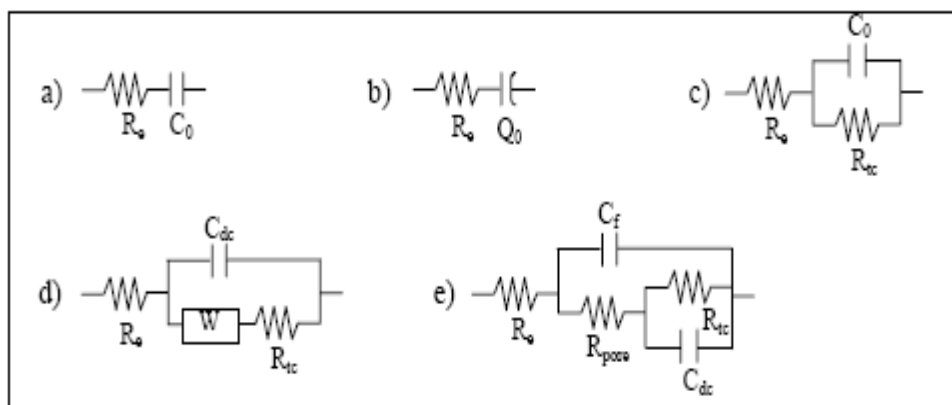 a) Re C0
b) Re Q0
c) Re C0 Rtc
d) Re Cdc W Rtc
e) Re Cf Rpore Rtc Cdc